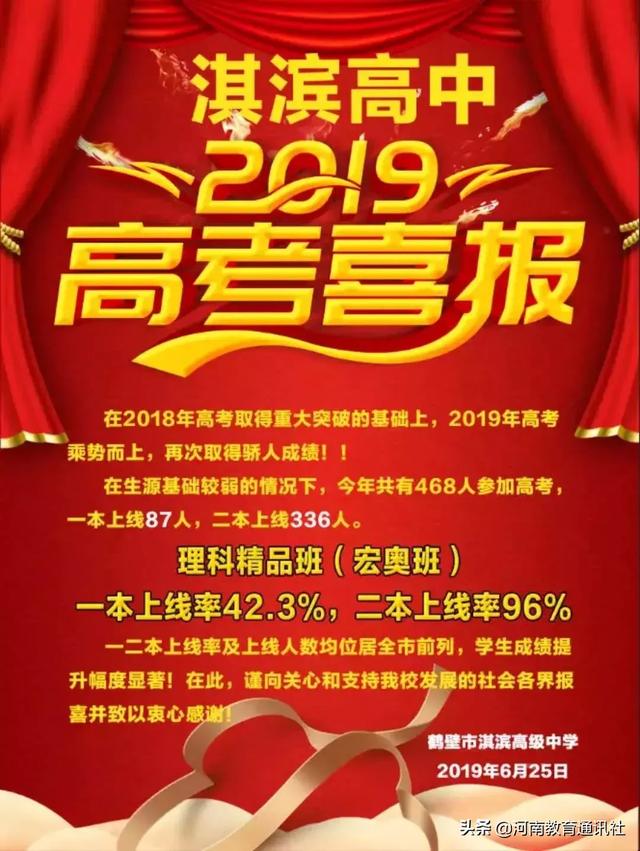 淇滨高中
2019
高考喜报
在2018年高考取得重大突破的基础上，2019年高考
乘势而上，再次取得骄人成绩！！
在生源基础较弱的情况下，今年共有468人参加高考，
一本上线87人，二本上线336人。
理科精品班（宏奥班）
一本上线率42.3%，二本上线率96%
一二本上线率及上线人数均位居全市前列，学生成绩提
升幅度显著！在此，谨向关心和支持我校发展的社会各界报
喜并致以衷心感谢！
鹤壁市淇滨高级中学
2019年6月25日
头条 @河南教育通讯社